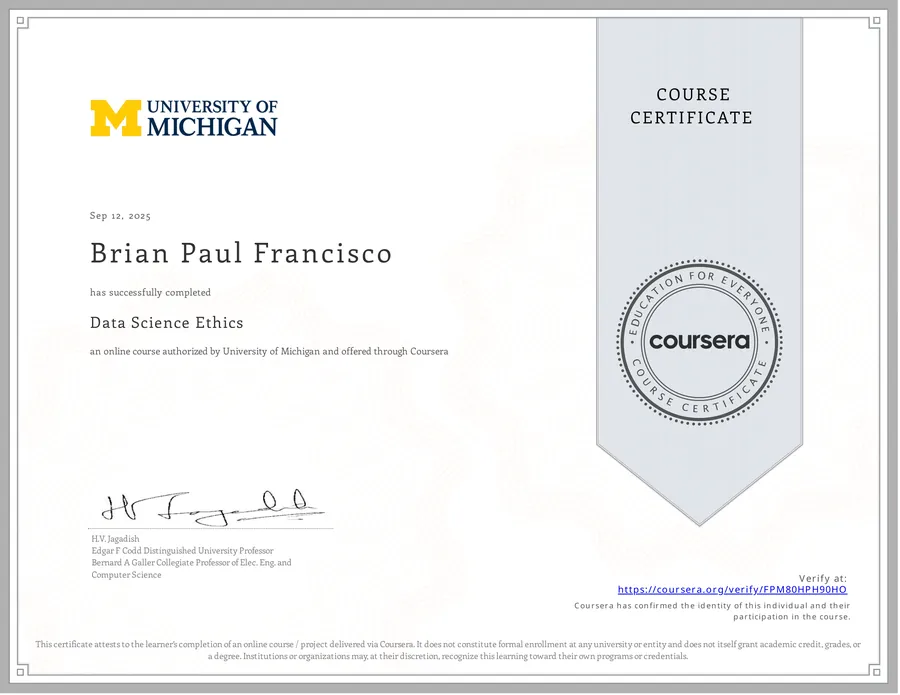 UNIVERSITY OF
MICHIGAN
Sep 12, 2025
Brian Paul Francisco
has successfully completed
Data Science Ethics
an online course authorized by University of Michigan and offered through Coursera
COURSE
CERTIFICATE
EDUCATION FOR EVERYONE
coursera
COURSE CERTIFICATE
H.V. Jagadish
Edgar F Codd Distinguished University Professor
Bernard A Galler Collegiate Professor of Elec. Eng. and
Computer Science
Verify at:
https://coursera.org/verify/FPM80HPH90HO
Coursera has confirmed the identity of this individual and their
participation in the course.
This certificate attests to the learner's completion of an online course / project delivered via Coursera. It does not constitute formal enrollment at any university or entity and does not itself grant academic credit, grades, or
a degree. Institutions or organizations may, at their discretion, recognize this learning toward their own programs or credentials.